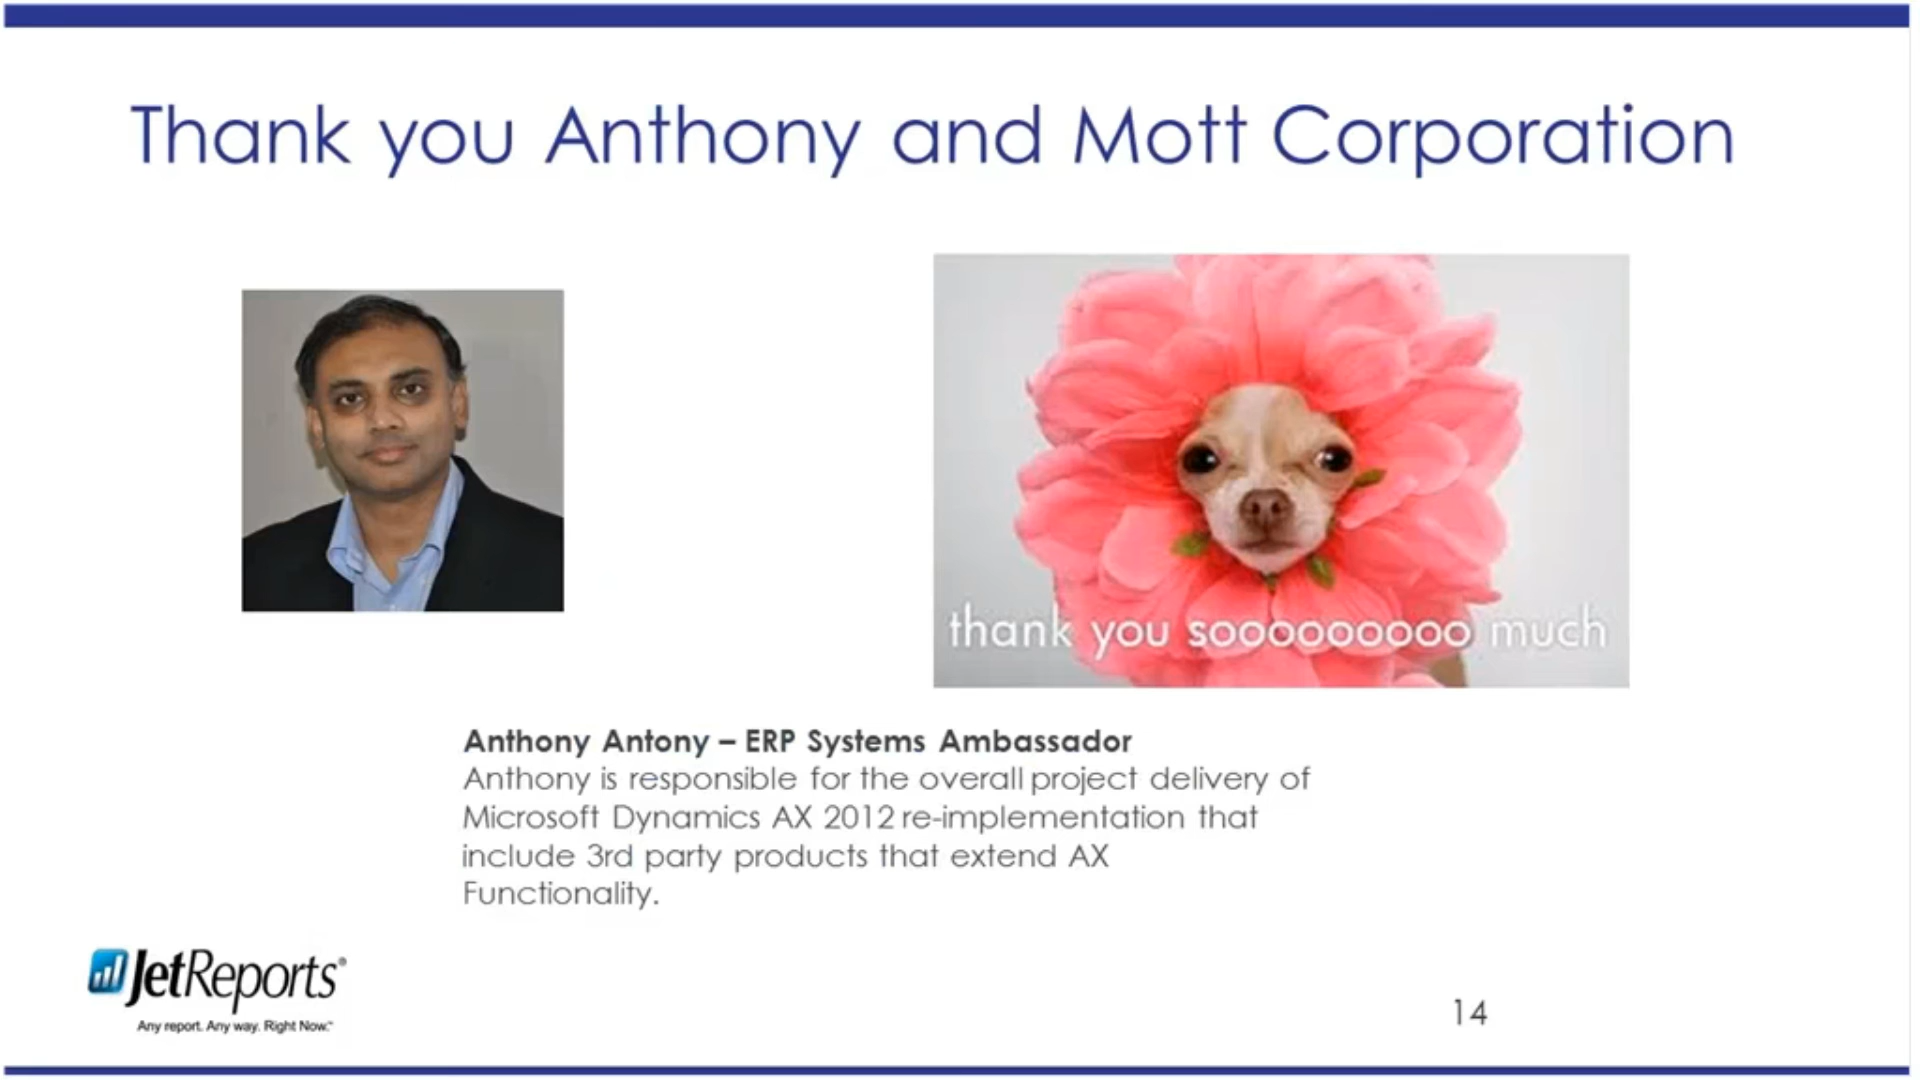 Thank you Anthony and Mott Corporation
thank you soooooooooo much
Anthony Antony – ERP Systems Ambassador
Anthony is responsible for the overall project delivery of
Microsoft Dynamics AX 2012 re-implementation that
include 3rd party products that extend AX
Functionality.
JetReports®
Any report. Any way. Right Now.™
14